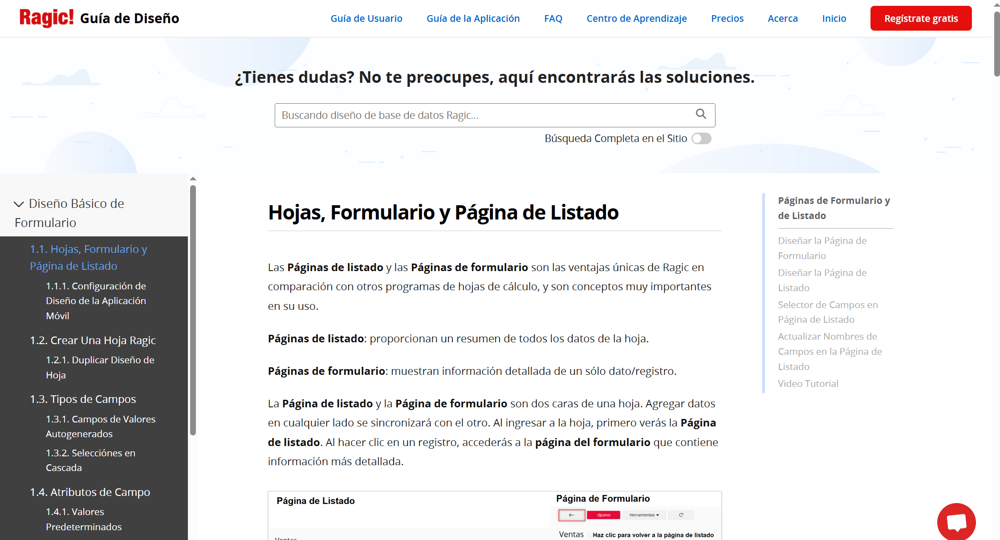 Ragic! Guía de Diseño
Guía de Usuario
Guía de la Aplicación
FAQ
Centro de Aprendizaje
Precios
Acerca
Inicio
Regístrate gratis
¿Tienes dudas? No te preocupes, aquí encontrarás las soluciones.
Buscando diseño de base de datos Ragic...
Búsqueda Completa en el Sitio
Diseño Básico de
Formulario
1.1. Hojas, Formulario y
Página de Listado
1.1.1. Configuración de
Diseño de la Aplicación
Móvil
1.2. Crear Una Hoja Ragic
1.2.1. Duplicar Diseño de
Hoja
1.3. Tipos de Campos
1.3.1. Campos de Valores
Autogenerados
1.3.2. Selecciónes en
Cascada
1.4. Atributos de Campo
1.4.1. Valores
Predeterminados
Hojas, Formulario y Página de Listado
Las Páginas de listado y las Páginas de formulario son las ventajas únicas de Ragic en
comparación con otros programas de hojas de cálculo, y son conceptos muy importantes
en su uso.
Páginas de listado: proporcionan un resumen de todos los datos de la hoja.
Páginas de formulario: muestran información detallada de un sólo dato/registro.
La Página de listado y la Página de formulario son dos caras de una hoja. Agregar datos
en cualquier lado se sincronizará con el otro. Al ingresar a la hoja, primero verás la Página
de listado. Al hacer clic en un registro, accederás a la página del formulario que contiene
información más detallada.
Página de Listado
Ventas
Página de Formulario
+Nuevo
Herramientas
Ventas
Haz clic para volver a la página de listado
Páginas de Formulario y
de Listado
Diseñar la Página de
Formulario
Diseñar la Página de
Listado
Selector de Campos en
Página de Listado
Actualizar Nombres de
Campos en la Página de
Listado
Video Tutorial